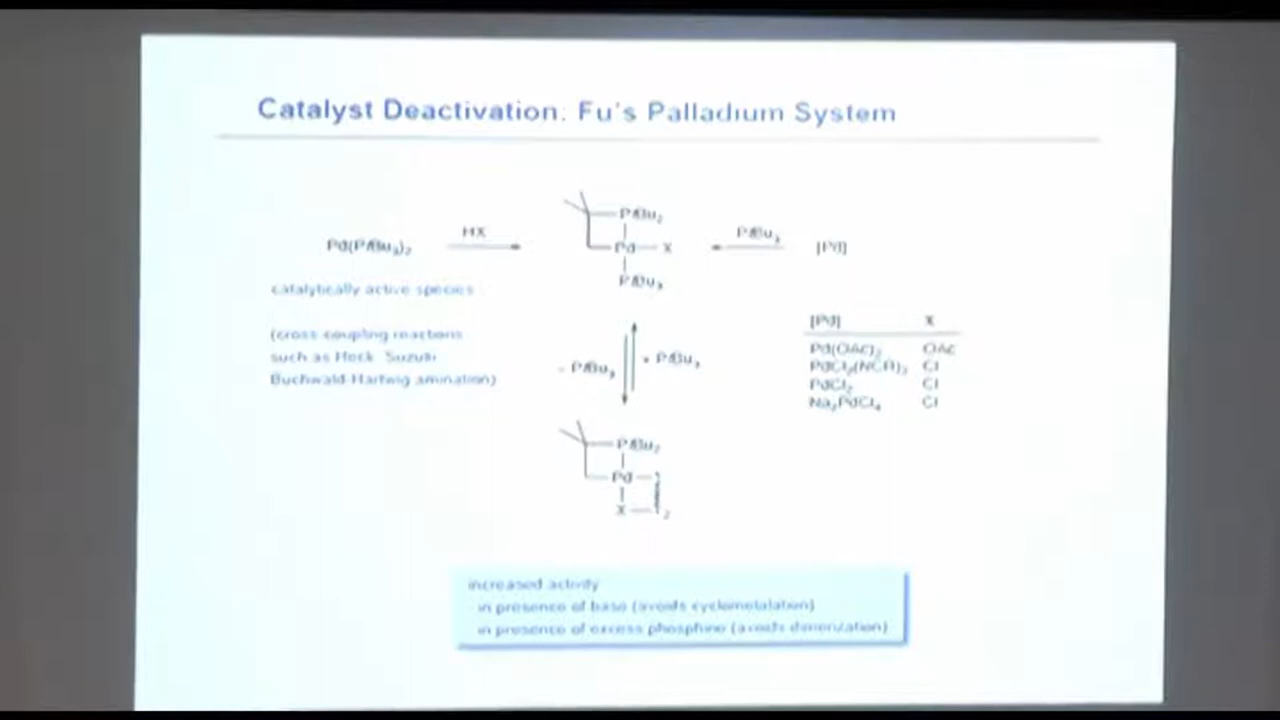 Catalyst Deactivation: Fu's Palladium System
PtBu₂
Pd(PtBu₃)₂
HX
Pd
X
PtBu₃
[Pd]
PtBu₃
catalytically active species
(cross coupling reactions
such as Heck Suzuki
Buchwald Hartwig amination)
- PtBu₃
+ PtBu₃
[Pd] X
Pd(OAc)₂ OAc
PdCl₂(NCR)₂ Cl
PdCl₂ Cl
Na₂PdCl₄ Cl
PtBu₂
Pd
X
2
increased activity
in presence of base (avoids cyclometalation)
in presence of excess phosphine (avoids dimerization)